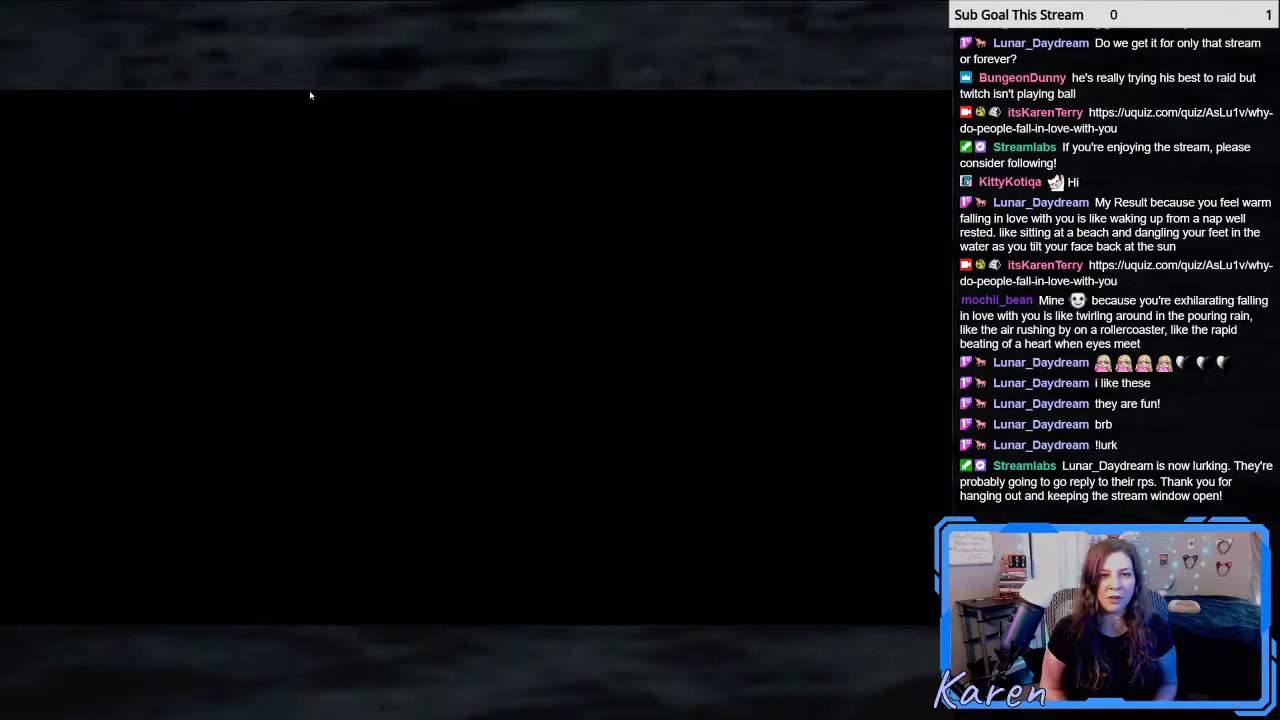 Sub Goal This Stream 0 1
Lunar_Daydream Do we get it for only that stream
or forever?
BungeonDunny he's really trying his best to raid but
twitch isn't playing ball
itsKarenTerry https://uquiz.com/quiz/AsLu1v/why-
do-people-fall-in-love-with-you
Streamlabs If you're enjoying the stream, please
consider following!
KittyKotiqa Hi
Lunar_Daydream My Result because you feel warm
falling in love with you is like waking up from a nap well
rested. like sitting at a beach and dangling your feet in the
water as you tilt your face back at the sun
itsKarenTerry https://uquiz.com/quiz/AsLu1v/why-
do-people-fall-in-love-with-you
mochii_bean Mine because you're exhilarating falling
in love with you is like twirling around in the pouring rain,
like the air rushing by on a rollercoaster, like the rapid
beating of a heart when eyes meet
Lunar_Daydream
Lunar_Daydream i like these
Lunar_Daydream they are fun!
Lunar_Daydream brb
Lunar_Daydream !lurk
Streamlabs Lunar_Daydream is now lurking. They're
probably going to go reply to their rps. Thank you for
hanging out and keeping the stream window open!
Karen